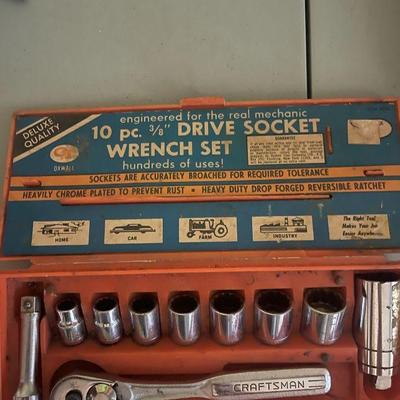 DELUXE
QUALITY
OXWALL
engineered for the real mechanic
10 pc. 3/8" DRIVE SOCKET
WRENCH SET
hundreds of uses!
GUARANTEE
SOCKETS ARE ACCURATELY BROACHED FOR REQUIRED TOLERANCE
HEAVILY CHROME PLATED TO PREVENT RUST • HEAVY DUTY DROP FORGED REVERSIBLE RATCHET
HOME
CAR
FARM
INDUSTRY
The Right Tool
Makes Your Job
Easier Anywhere
CRAFTSMAN